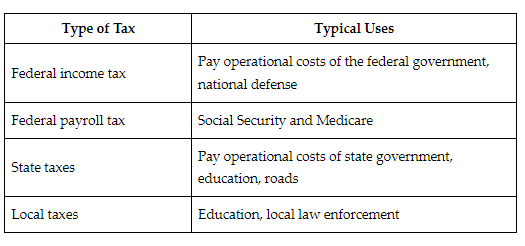 Type of Tax Typical Uses
Federal income tax
Pay operational costs of the federal government,
national defense
Federal payroll tax Social Security and Medicare
State taxes
Pay operational costs of state government,
education, roads
Local taxes Education, local law enforcement